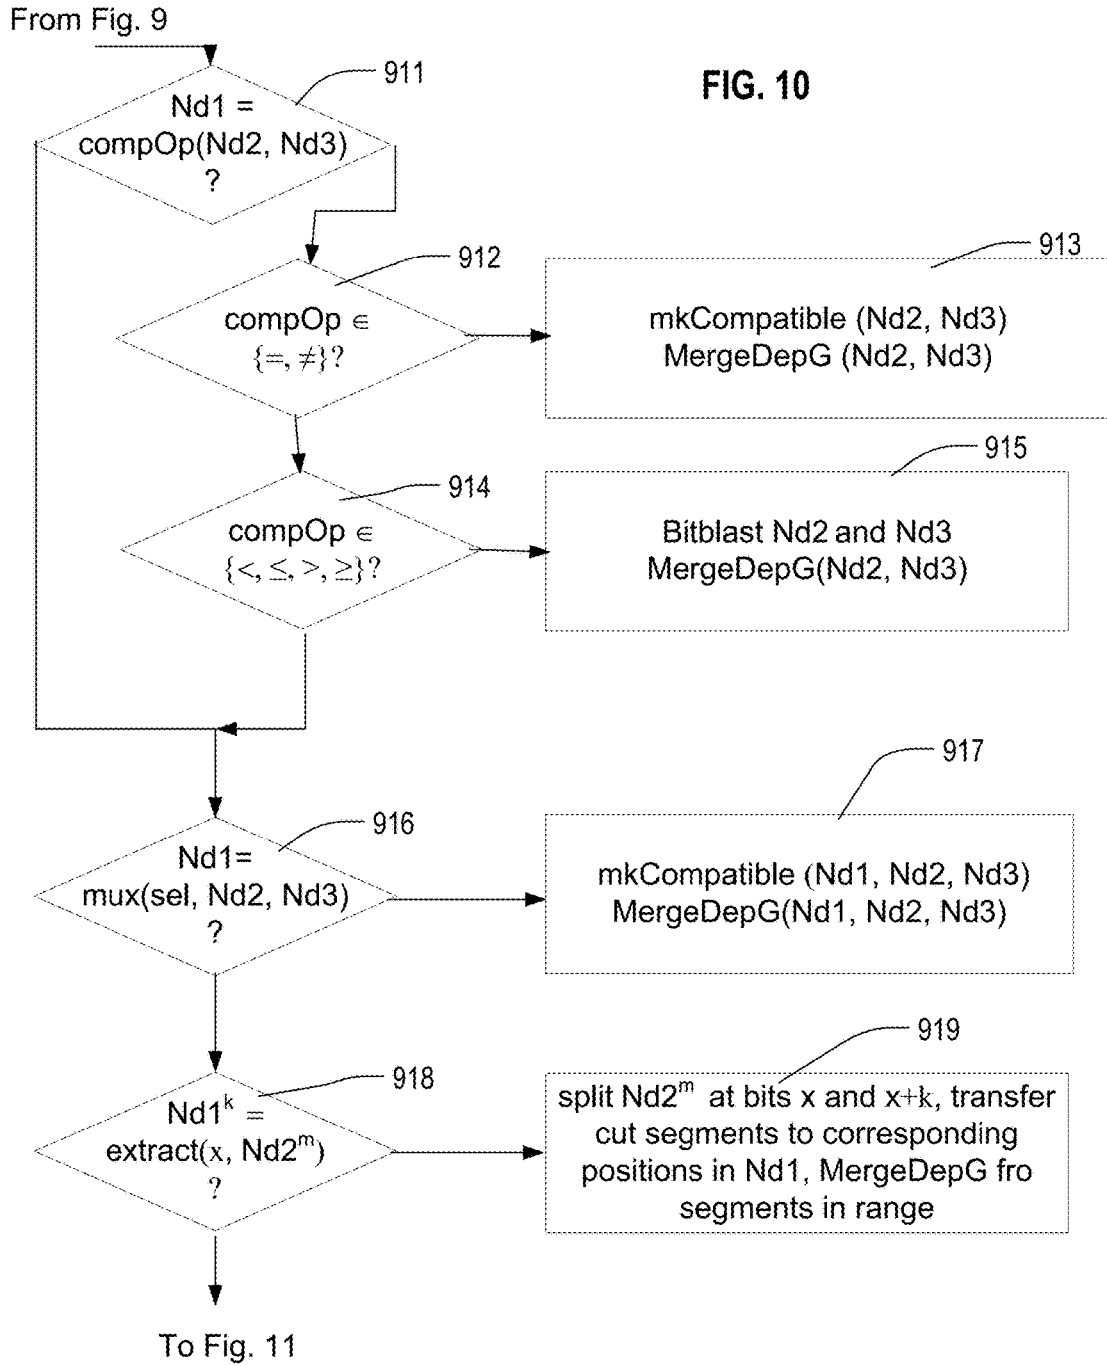 From Fig. 9
FIG. 10
911
Nd1 =
compOp(Nd2, Nd3)
?
912
compOp ∈
{=, ≠}?
913
mkCompatible (Nd2, Nd3)
MergeDepG (Nd2, Nd3)
914
compOp ∈
{<, ≤, >, ≥}?
915
Bitblast Nd2 and Nd3
MergeDepG(Nd2, Nd3)
916
Nd1=
mux(sel, Nd2, Nd3)
?
917
mkCompatible (Nd1, Nd2, Nd3)
MergeDepG(Nd1, Nd2, Nd3)
918
Nd1ᵏ =
extract(x, Nd2ᵐ)
?
919
split Nd2ᵐ at bits x and x+k, transfer
cut segments to corresponding
positions in Nd1, MergeDepG fro
segments in range
To Fig. 11